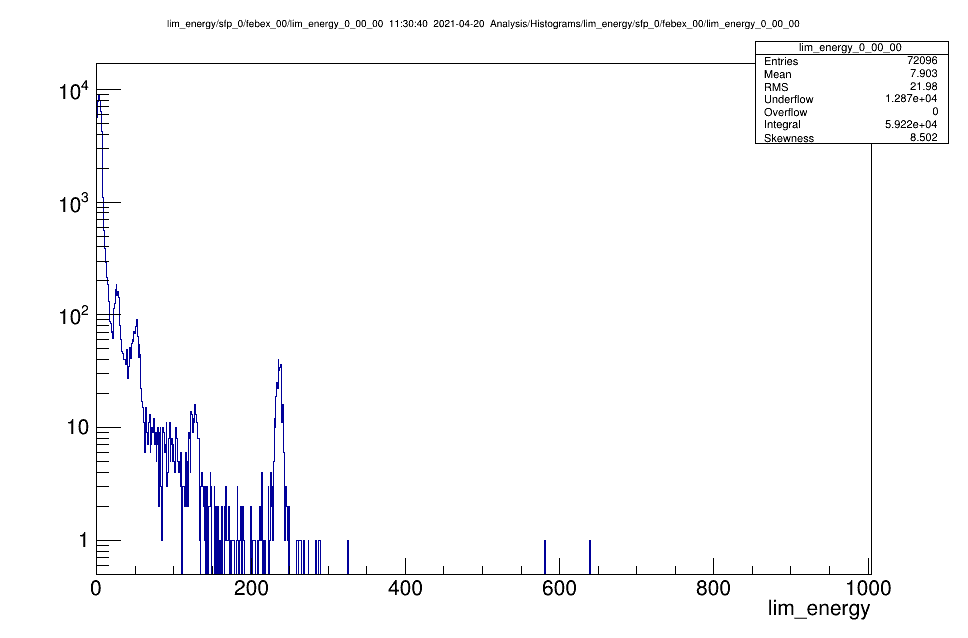 lim_energy/sfp_0/febex_00/lim_energy_0_00_00 11:30:40 2021-04-20 Analysis/Histograms/lim_energy/sfp_0/febex_00/lim_energy_0_00_00
lim_energy_0_00_00
Entries 72096
Mean 7.903
RMS 21.98
Underflow 1.287e+04
Overflow 0
Integral 5.922e+04
Skewness 8.502
10⁴
10³
10²
10
1
0 200 400 600 800 1000
lim_energy